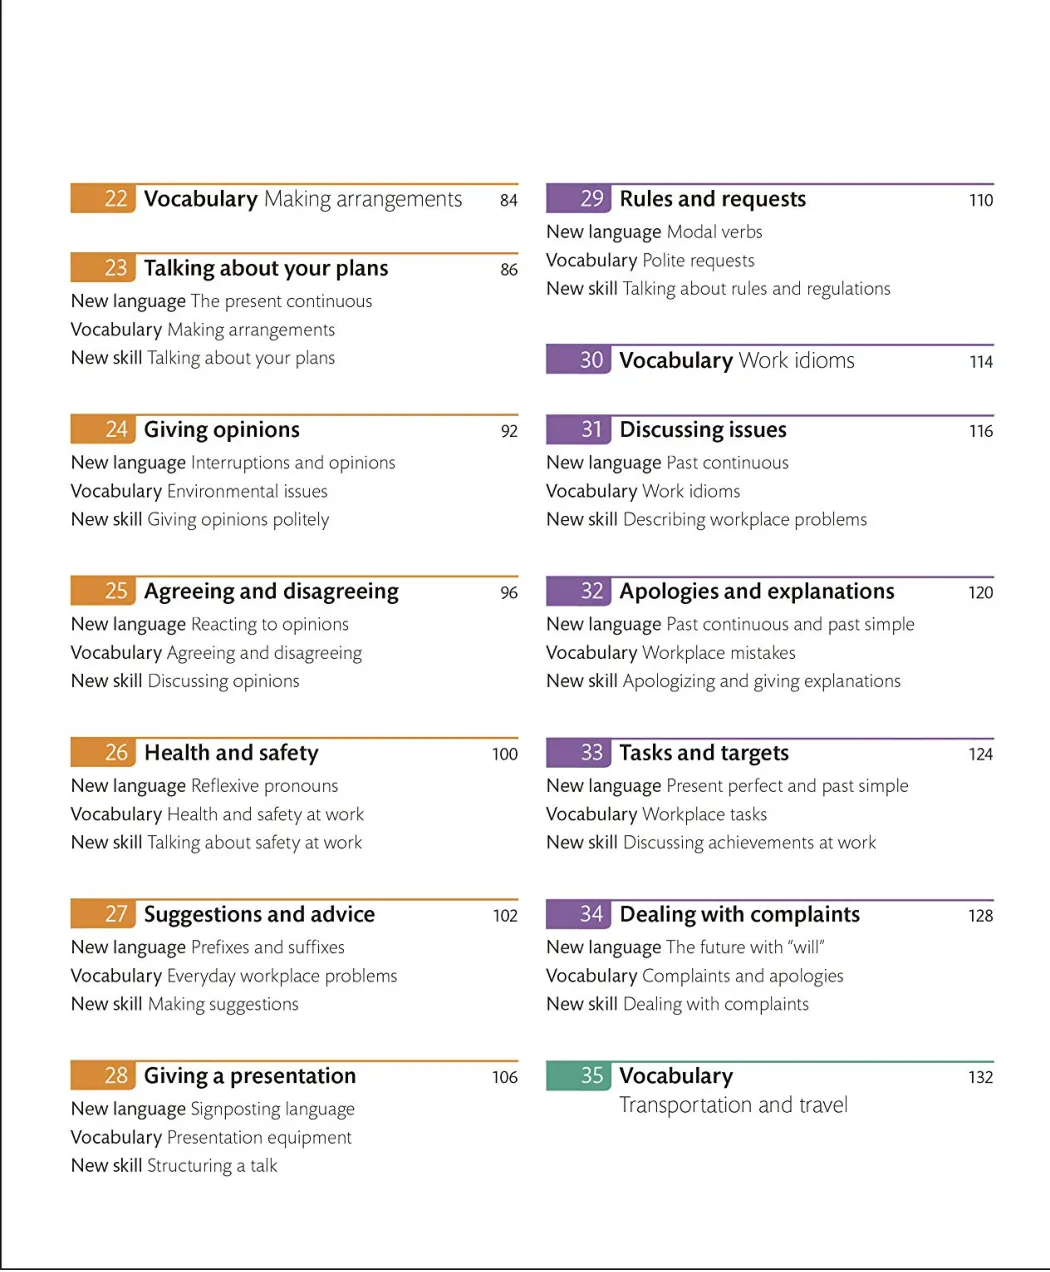 22 Vocabulary Making arrangements 84
23 Talking about your plans 86
New language The present continuous
Vocabulary Making arrangements
New skill Talking about your plans
24 Giving opinions 92
New language Interruptions and opinions
Vocabulary Environmental issues
New skill Giving opinions politely
25 Agreeing and disagreeing 96
New language Reacting to opinions
Vocabulary Agreeing and disagreeing
New skill Discussing opinions
26 Health and safety 100
New language Reflexive pronouns
Vocabulary Health and safety at work
New skill Talking about safety at work
27 Suggestions and advice 102
New language Prefixes and suffixes
Vocabulary Everyday workplace problems
New skill Making suggestions
28 Giving a presentation 106
New language Signposting language
Vocabulary Presentation equipment
New skill Structuring a talk
29 Rules and requests 110
New language Modal verbs
Vocabulary Polite requests
New skill Talking about rules and regulations
30 Vocabulary Work idioms 114
31 Discussing issues 116
New language Past continuous
Vocabulary Work idioms
New skill Describing workplace problems
32 Apologies and explanations 120
New language Past continuous and past simple
Vocabulary Workplace mistakes
New skill Apologizing and giving explanations
33 Tasks and targets 124
New language Present perfect and past simple
Vocabulary Workplace tasks
New skill Discussing achievements at work
34 Dealing with complaints 128
New language The future with “will”
Vocabulary Complaints and apologies
New skill Dealing with complaints
35 Vocabulary 132
Transportation and travel